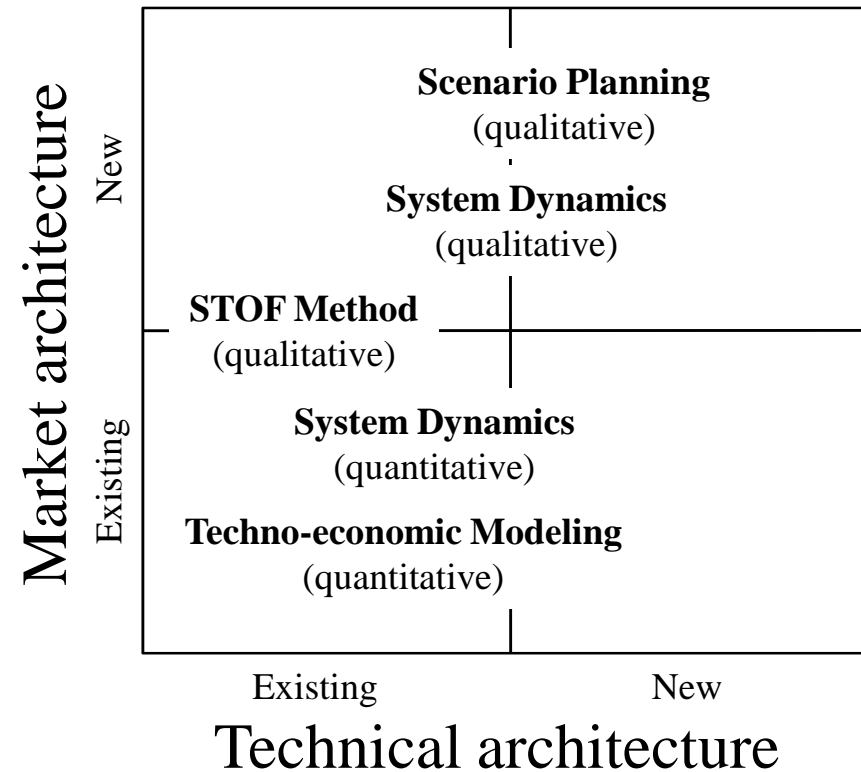 Market architecture
New
Existing
Scenario Planning
(qualitative)
System Dynamics
(qualitative)
STOF Method
(qualitative)
System Dynamics
(quantitative)
Techno-economic Modeling
(quantitative)
Existing
New
Technical architecture